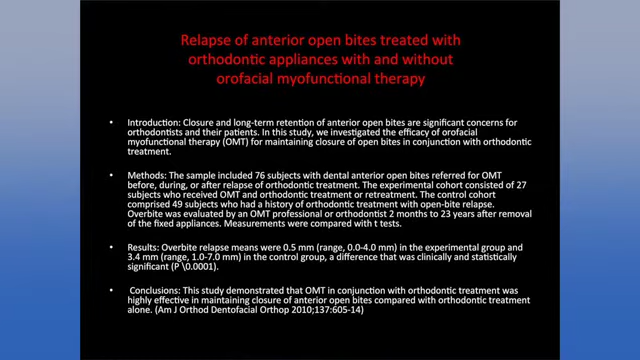 Relapse of anterior open bites treated with
orthodontic appliances with and without
orofacial myofunctional therapy
• Introduction: Closure and long-term retention of anterior open bites are significant concerns for
orthodontists and their patients. In this study, we investigated the efficacy of orofacial
myofunctional therapy (OMT) for maintaining closure of open bites in conjunction with orthodontic
treatment.
• Methods: The sample included 76 subjects with dental anterior open bites referred for OMT
before, during, or after relapse of orthodontic treatment. The experimental cohort consisted of 27
subjects who received OMT and orthodontic treatment or retreatment. The control cohort
comprised 49 subjects who had a history of orthodontic treatment with open-bite relapse.
Overbite was evaluated by an OMT professional or orthodontist 2 months to 23 years after removal
of the fixed appliances. Measurements were compared with t tests.
• Results: Overbite relapse means were 0.5 mm (range, 0.0-4.0 mm) in the experimental group and
3.4 mm (range, 1.0-7.0 mm) in the control group, a difference that was clinically and statistically
significant (P \0.0001).
• Conclusions: This study demonstrated that OMT in conjunction with orthodontic treatment was
highly effective in maintaining closure of anterior open bites compared with orthodontic treatment
alone. (Am J Orthod Dentofacial Orthop 2010;137:605-14)